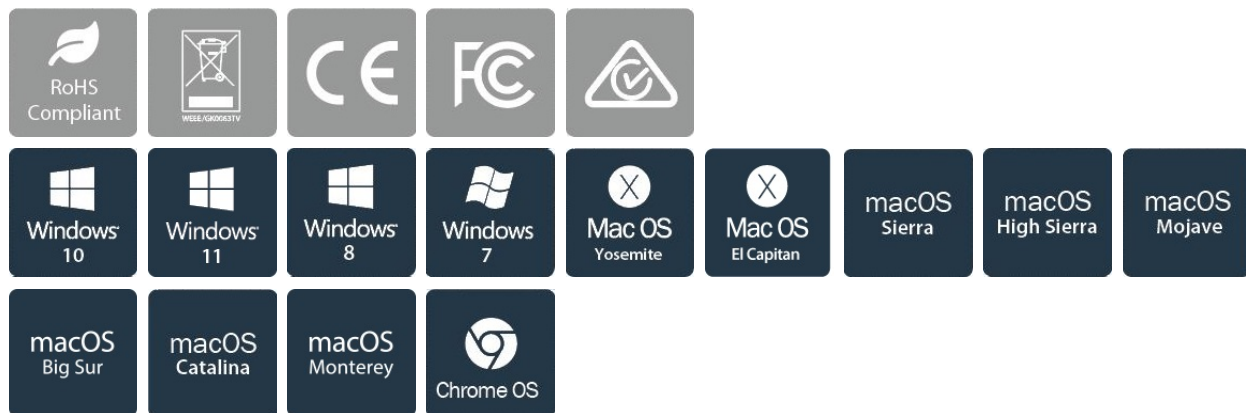 RoHS
Compliant
WEEE/GK0063TV
CE
FC
Windows
10
Windows
11
Windows
8
Windows
7
X
Mac OS
Yosemite
X
Mac OS
El Capitan
macOS
Sierra
macOS
High Sierra
macOS
Mojave
macOS
Big Sur
macOS
Catalina
macOS
Monterey
Chrome OS